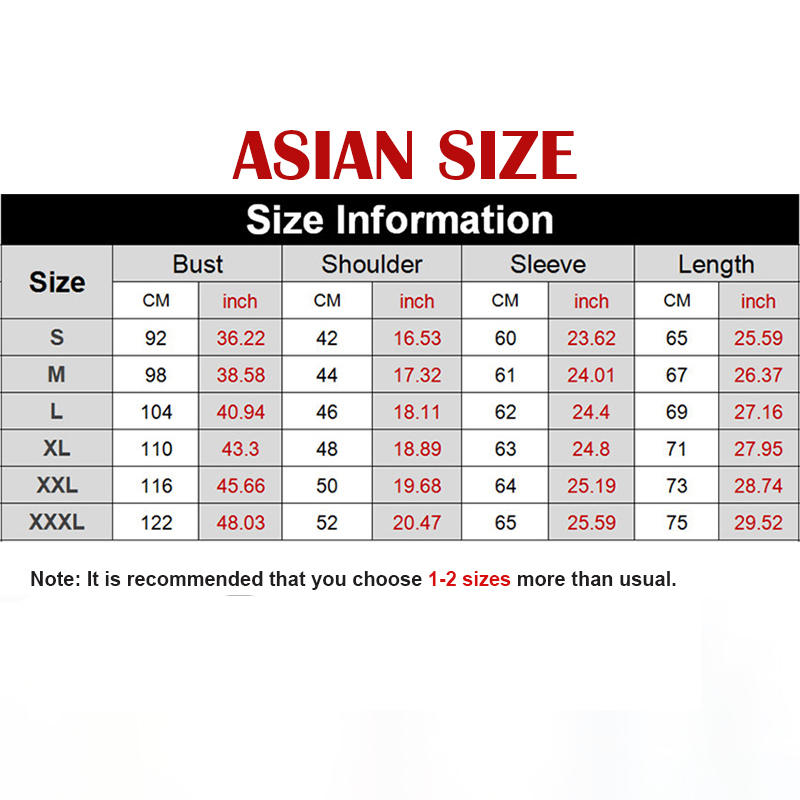 ASIAN SIZE
Size Information
Size Bust Shoulder Sleeve Length
CM inch CM inch CM inch CM inch
S 92 36.22 42 16.53 60 23.62 65 25.59
M 98 38.58 44 17.32 61 24.01 67 26.37
L 104 40.94 46 18.11 62 24.4 69 27.16
XL 110 43.3 48 18.89 63 24.8 71 27.95
XXL 116 45.66 50 19.68 64 25.19 73 28.74
XXXL 122 48.03 52 20.47 65 25.59 75 29.52
Note: It is recommended that you choose 1-2 sizes more than usual.